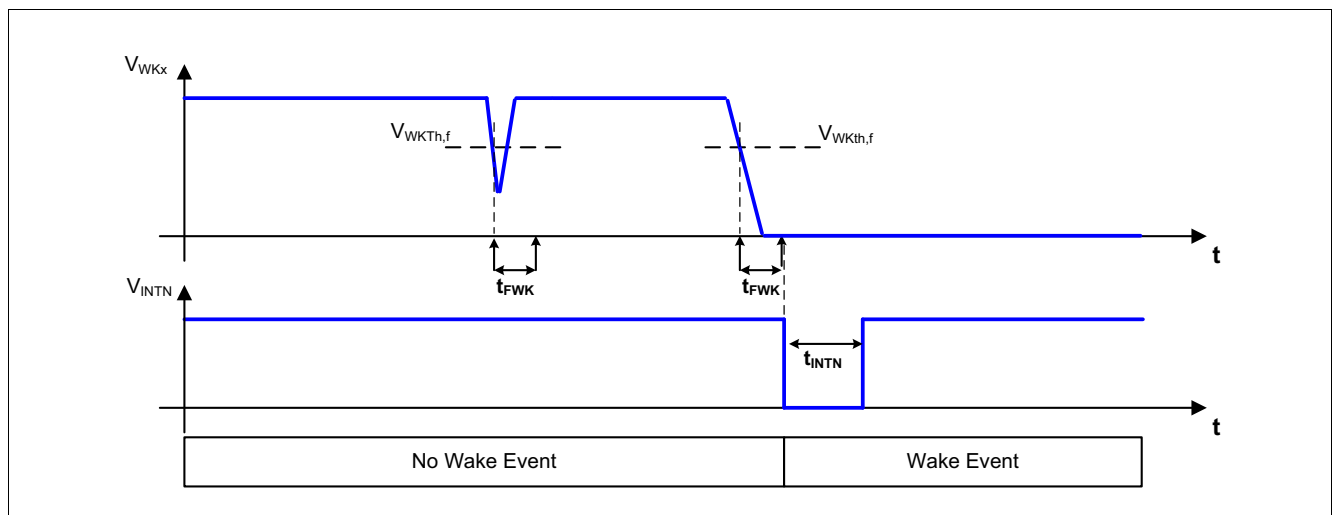 VWKx
VWKTh,f
VWKth,f
t
tFWK
tFWK
VINTN
tINTN
t
No Wake Event
Wake Event